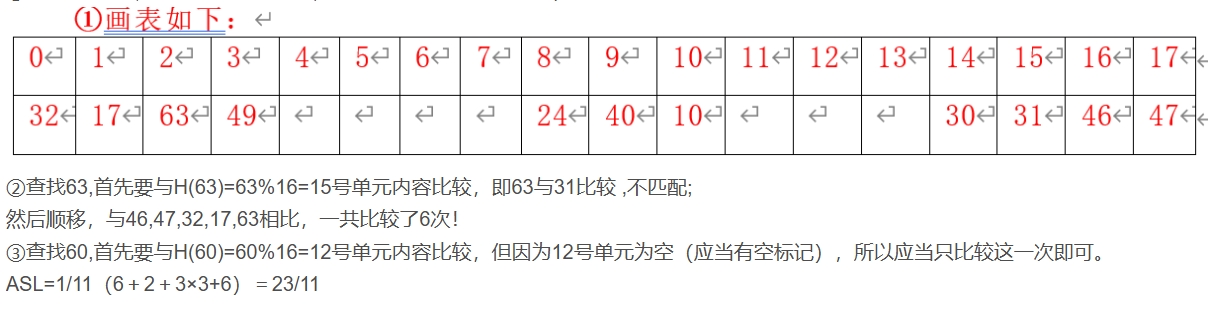 ①画表如下：
0 1 2 3 4 5 6 7 8 9 10 11 12 13 14 15 16 17
32 17 63 49 24 40 10 30 31 46 47
②查找63,首先要与H(63)=63%16=15号单元内容比较，即63与31比较 ,不匹配;
然后顺移，与46,47,32,17,63相比，一共比较了6次！
③查找60,首先要与H(60)=60%16=12号单元内容比较，但因为12号单元为空（应当有空标记），所以应当只比较这一次即可。
ASL=1/11（6＋2＋3×3+6）＝23/11